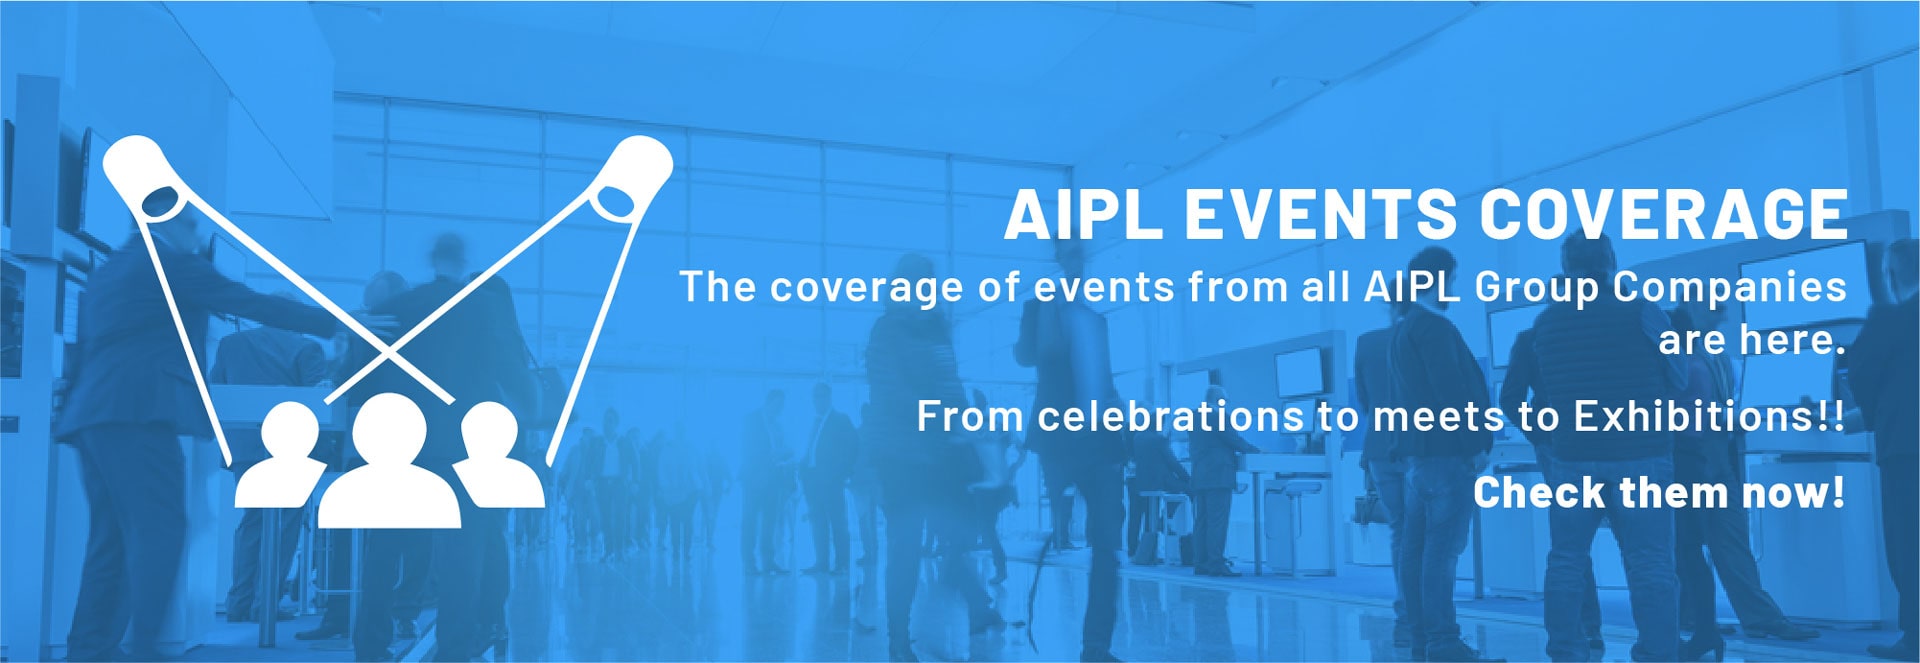 AIPL EVENTS COVERAGE
The coverage of events from all AIPL Group Companies
are here.
From celebrations to meets to Exhibitions!!
Check them now!